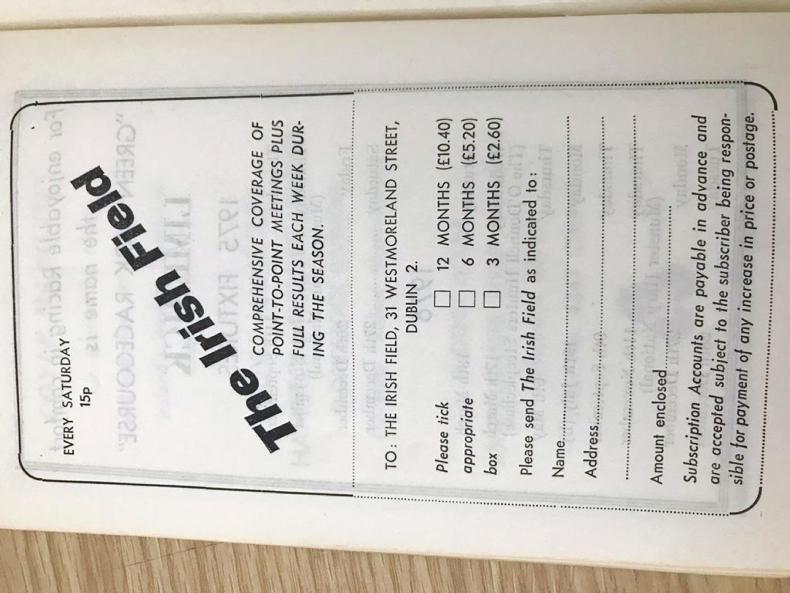 EVERY SATURDAY
15p
The Irish Field
COMPREHENSIVE COVERAGE OF
POINT-TO-POINT MEETINGS PLUS
FULL RESULTS EACH WEEK DUR-
ING THE SEASON.
TO: THE IRISH FIELD, 31 WESTMORELAND STREET,
DUBLIN 2.
Please tick
appropriate
box
12 MONTHS (£10.40)
6 MONTHS (£5.20)
3 MONTHS (£2.60)
Please send The Irish Field as indicated to:
Name
Address
Amount enclosed
Subscription Accounts are payable in advance and
are accepted subject to the subscriber being respon-
sible for payment of any increase in price or postage.